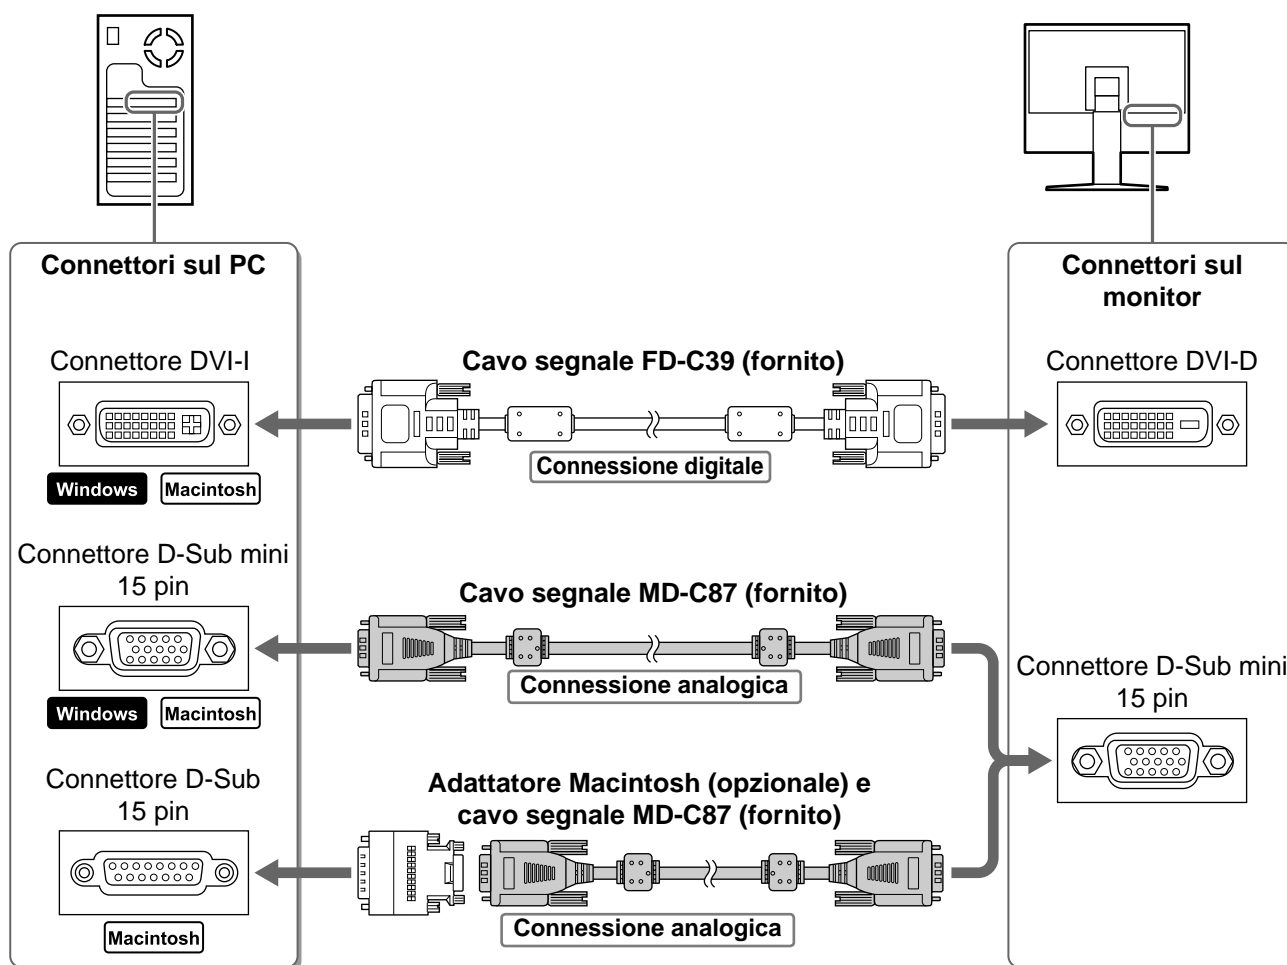 Connettori sul PC
Connettori sul
monitor
Connettore DVI-I
Cavo segnale FD-C39 (fornito)
Connettore DVI-D
Connessione digitale
Windows
Macintosh
Connettore D-Sub mini
15 pin
Cavo segnale MD-C87 (fornito)
Connessione analogica
Windows
Macintosh
Connettore D-Sub mini
15 pin
Connettore D-Sub
15 pin
Adattatore Macintosh (opzionale) e
cavo segnale MD-C87 (fornito)
Connessione analogica
Macintosh